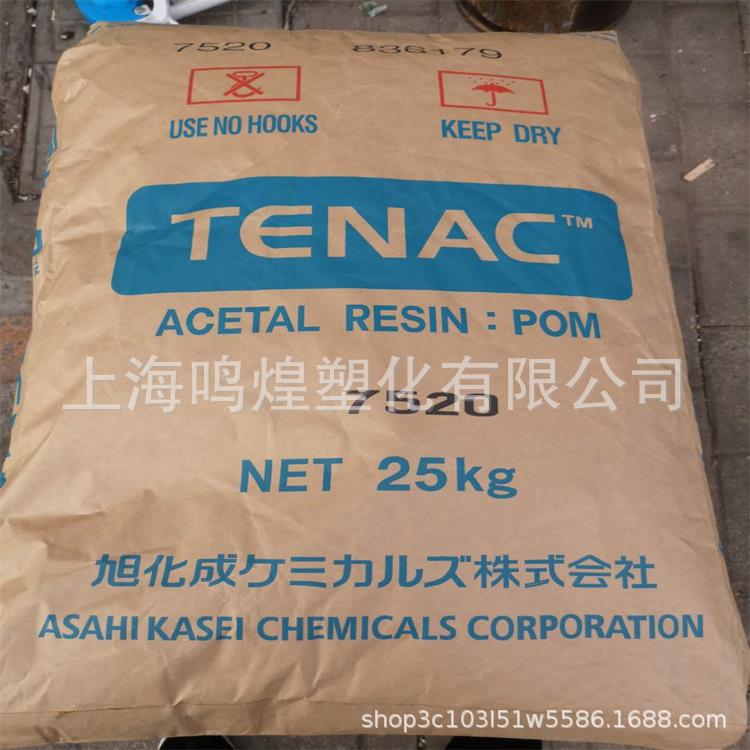 7520 836179
USE NO HOOKS
KEEP DRY
TENAC™
ACETAL RESIN : POM
上海鸣煌塑化有限公司
7520
NET 25kg
旭化成ケミカルズ株式会社
ASAHI KASEI CHEMICALS CORPORATION
shop3c103l51w5586.1688.com